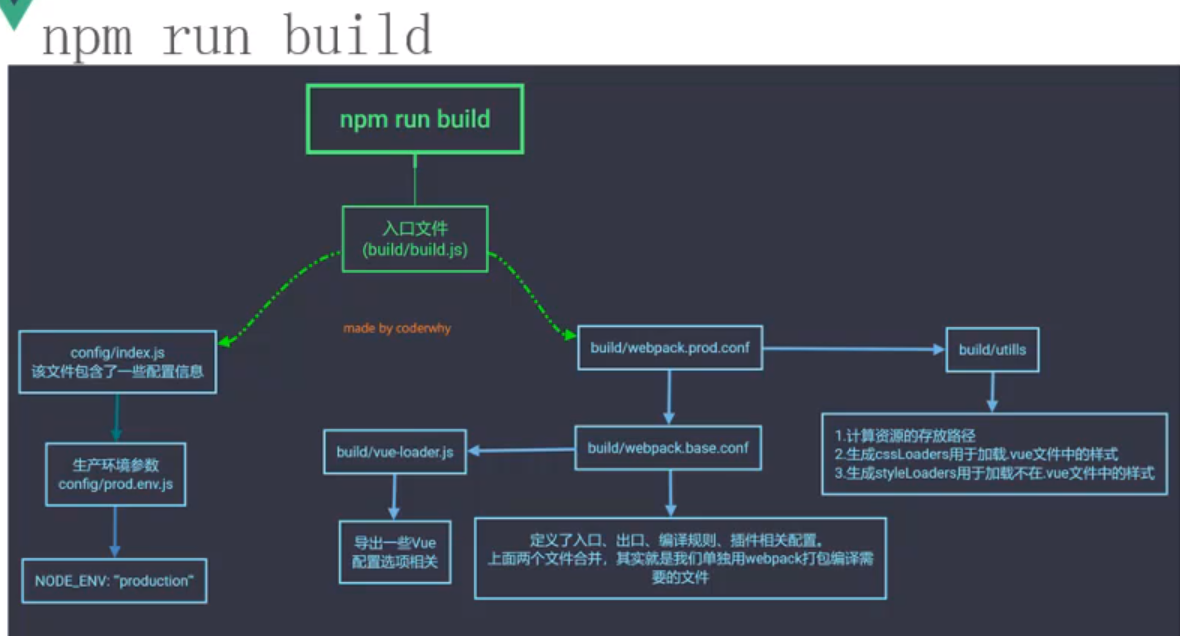 npm run build
npm run build
入口文件
(build/build.js)
made by coderwhy
config/index.js
该文件包含了一些配置信息
生产环境参数
config/prod.env.js
NODE_ENV: "production"
build/webpack.prod.conf
build/utills
1.计算资源的存放路径
2.生成cssLoaders用于加载.vue文件中的样式
3.生成styleLoaders用于加载不在.vue文件中的样式
build/webpack.base.conf
build/vue-loader.js
导出一些Vue
配置选项相关
定义了入口、出口、编译规则、插件相关配置。
上面两个文件合并，其实就是我们单独用webpack打包编译需
要的文件